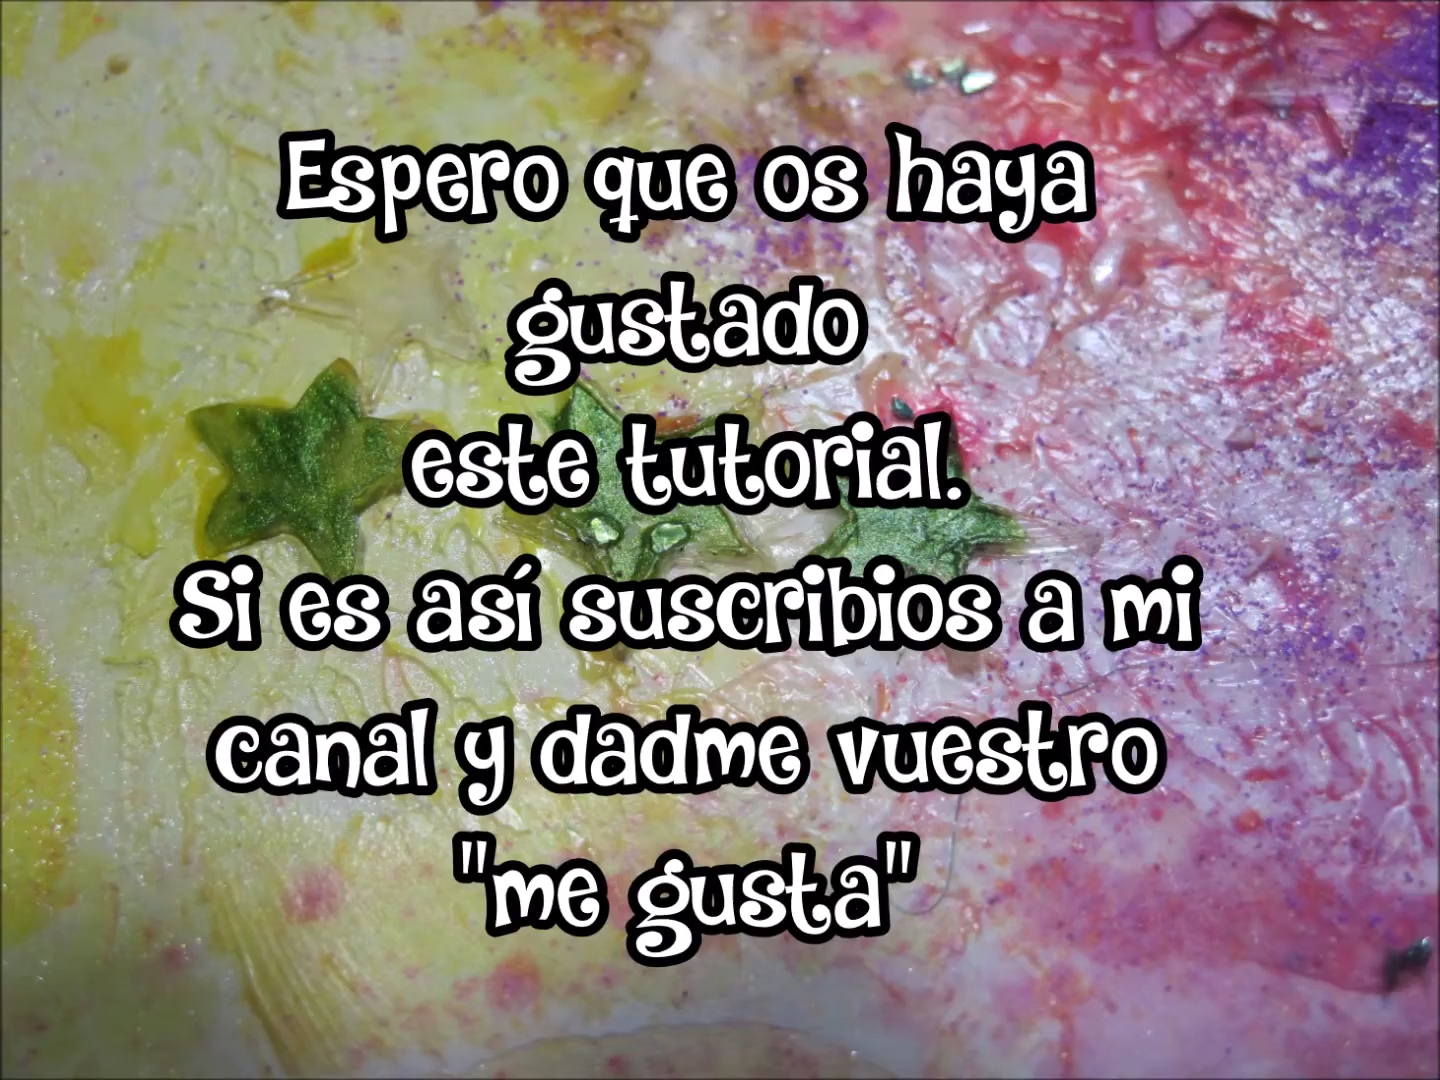 Espero que os haya
gustado
este tutorial.
Si es así suscribios a mi
canal y dadme vuestro
"me gusta"